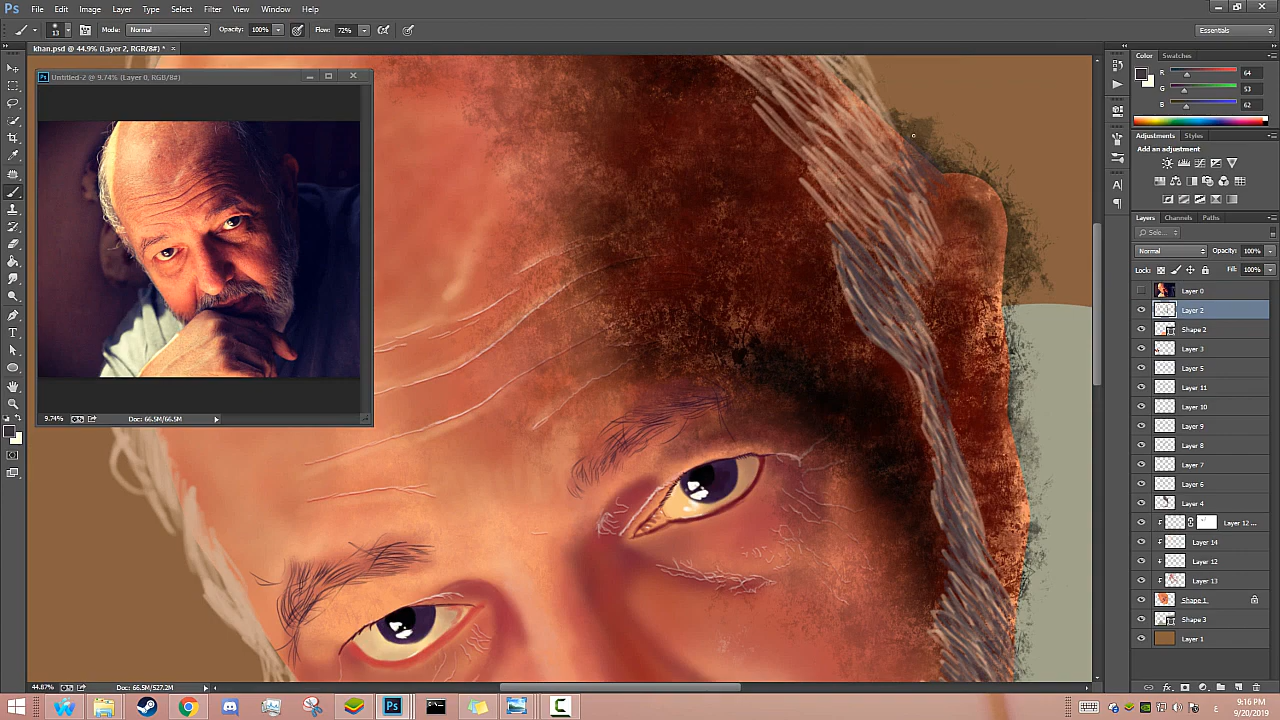 Ps File Edit Image Layer Type Select Filter 3D View Window Help
13 Mode: Normal Opacity: 100% Flow: 72% Essentials
khan.psd @ 44.9% (Layer 2, RGB/8#) * ×
Untitled-2 @ 9.74% (Layer 0, RGB/8#)
9.74% Doc: 66.5M/66.5M
Color Swatches
R 64
G 53
B 62
Adjustments Styles
Add an adjustment
Layers Channels Paths
Normal Opacity: 100%
Lock: Fill: 100%
Layer 0
Layer 2
Shape 2
Layer 3
Layer 5
Layer 11
Layer 10
Layer 9
Layer 8
Layer 7
Layer 6
Layer 4
Layer 12 ...
Layer 14
Layer 12
Layer 13
Shape 1
Shape 3
Layer 1
44.87% Doc: 66.5M/527.2M
9:16 PM
9/20/2019